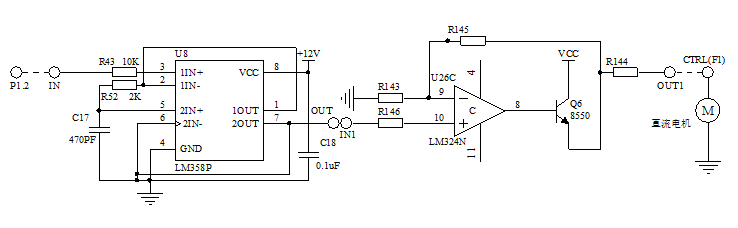 R145
U8
+12V
R43 10K
VCC
CTRL(F1)
4
R144
3 1IN+ VCC 8
R143
U26C
P1.2 IN
2 1IN-
9
OUT1
R52 2K
8
Q6
M
5 2IN+ 1OUT 1
OUT
R146
C
8550
6 2IN- 2OUT 7
10
直流电机
C17
IN1
LM324N
470PF
4 GND
C18
11
LM358P
0.1uF